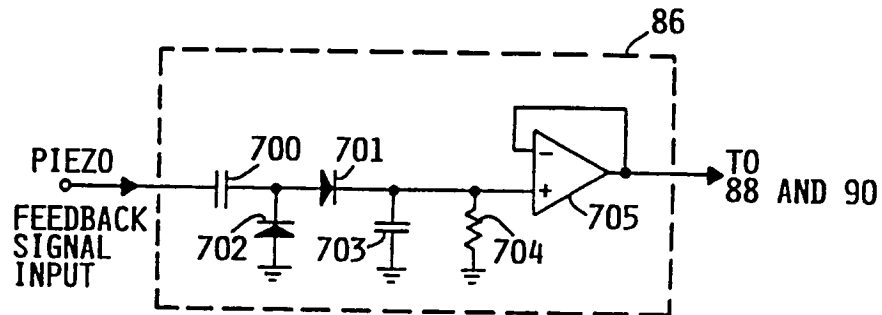 86
700
701
PIEZO
FEEDBACK
SIGNAL
INPUT
702
703
704
-
+
705
TO
88 AND 90